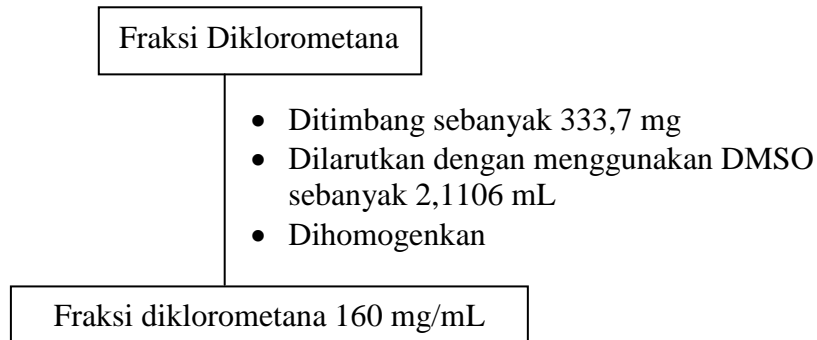 Fraksi Diklorometana
• Ditimbang sebanyak 333,7 mg
• Dilarutkan dengan menggunakan DMSO
sebanyak 2,1106 mL
• Dihomogenkan
Fraksi diklorometana 160 mg/mL